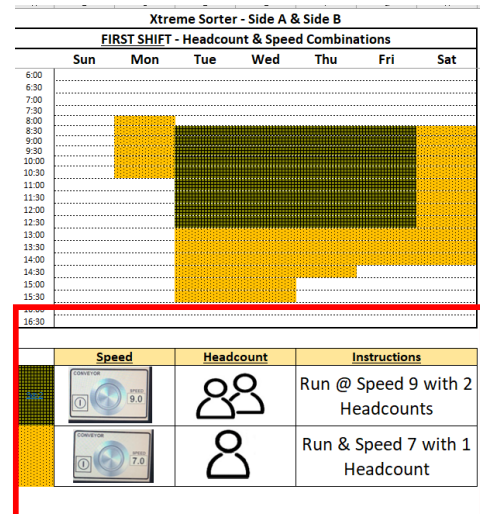 Xtreme Sorter - Side A & Side B
FIRST SHIFT - Headcount & Speed Combinations
Sun Mon Tue Wed Thu Fri Sat
6:00
6:30
7:00
7:30
8:00
8:30
9:00
9:30
10:00
10:30
11:00
11:30
12:00
12:30
13:00
13:30
14:00
14:30
15:00
15:30
16:30
Speed Headcount Instructions
CONVEYOR
SPEED
9.0
Run @ Speed 9 with 2
Headcounts
CONVEYOR
SPEED
7.0
Run & Speed 7 with 1
Headcount